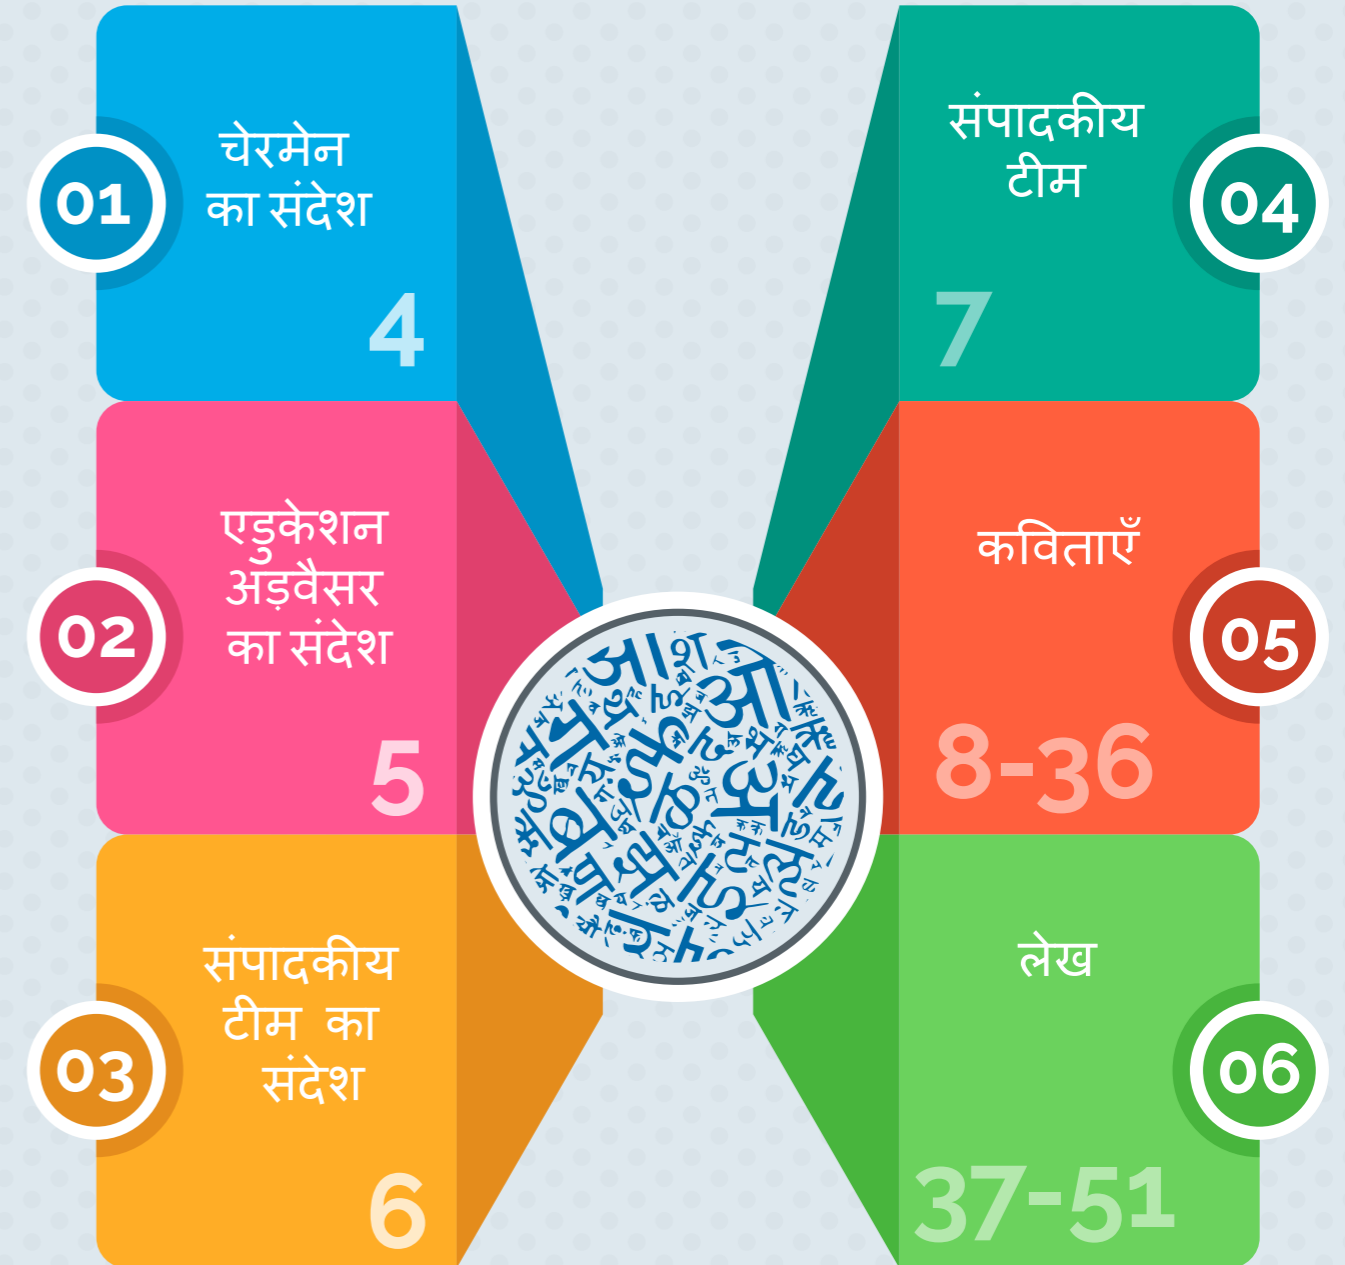 01
चेरमेन
का संदेश
4
02
एडुकेशन
अड़वैसर
का संदेश
5
03
संपादकीय
टीम का
संदेश
6
04
संपादकीय
टीम
7
05
कविताएँ
8-36
06
लेख
37-51